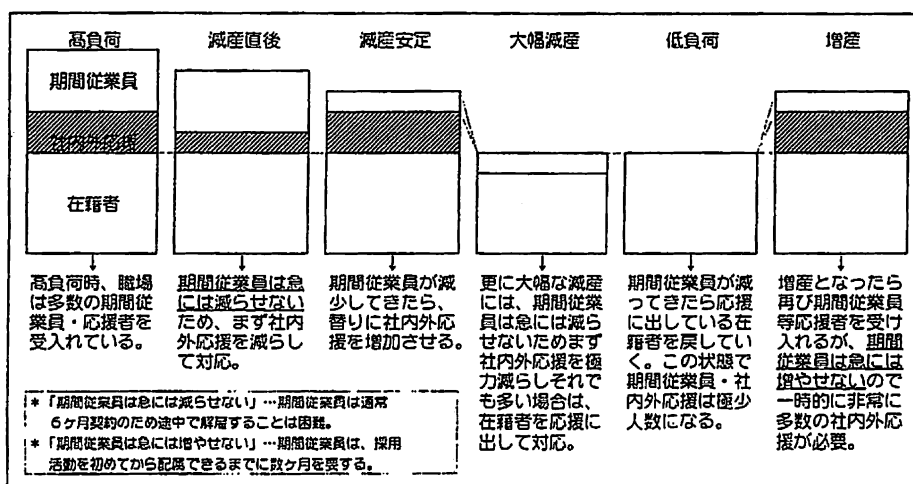 高負荷
減産直後
減産安定
大幅減産
低負荷
増産
期間従業員
社内外応援
在籍者
高負荷時、職場
は多数の期間従
業員・応援者を
受入れている。
期間従業員は急
には減らせない
ため、まず社内
外応援を減らし
て対応。
期間従業員が減
少してきたら、
替りに社内外応
援を増加させる。
更に大幅な減産
には、期間従業
員は急には減ら
せないためまず
社内外応援を極
力減らしそれで
も多い場合は、
在籍者を応援に
出して対応。
期間従業員が減
ってきたら応援
に出している在
籍者を戻してい
く。この状態で
期間従業員・社
内外応援は極少
人数になる。
増産となったら
再び期間従業員
等応援者を受け
入れるが、期間
従業員は急には
増やせないので
一時的に非常に
多数の社内外応
援が必要。
*「期間従業員は急には減らせない」…期間従業員は通常
6ヶ月契約のため途中で解雇することは困難。
*「期間従業員は急には増やせない」…期間従業員は、採用
活動を初めてから配属できるまでに数ヶ月を要する。